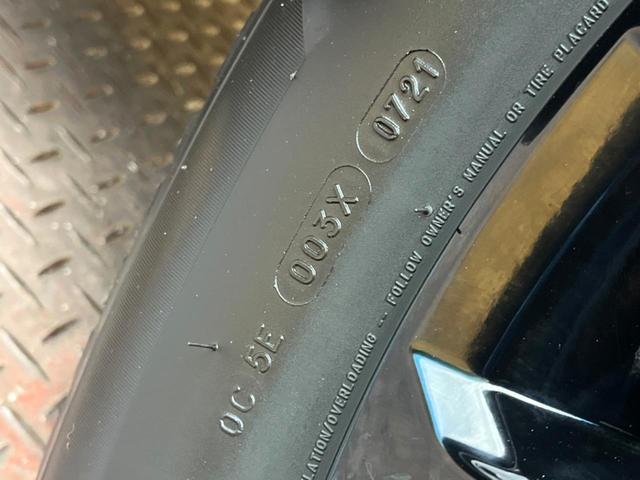 0C 5E 003X 0721
LATION/OVERLOADING -- FOLLOW OWNER'S MANUAL OR TIRE PLACARD